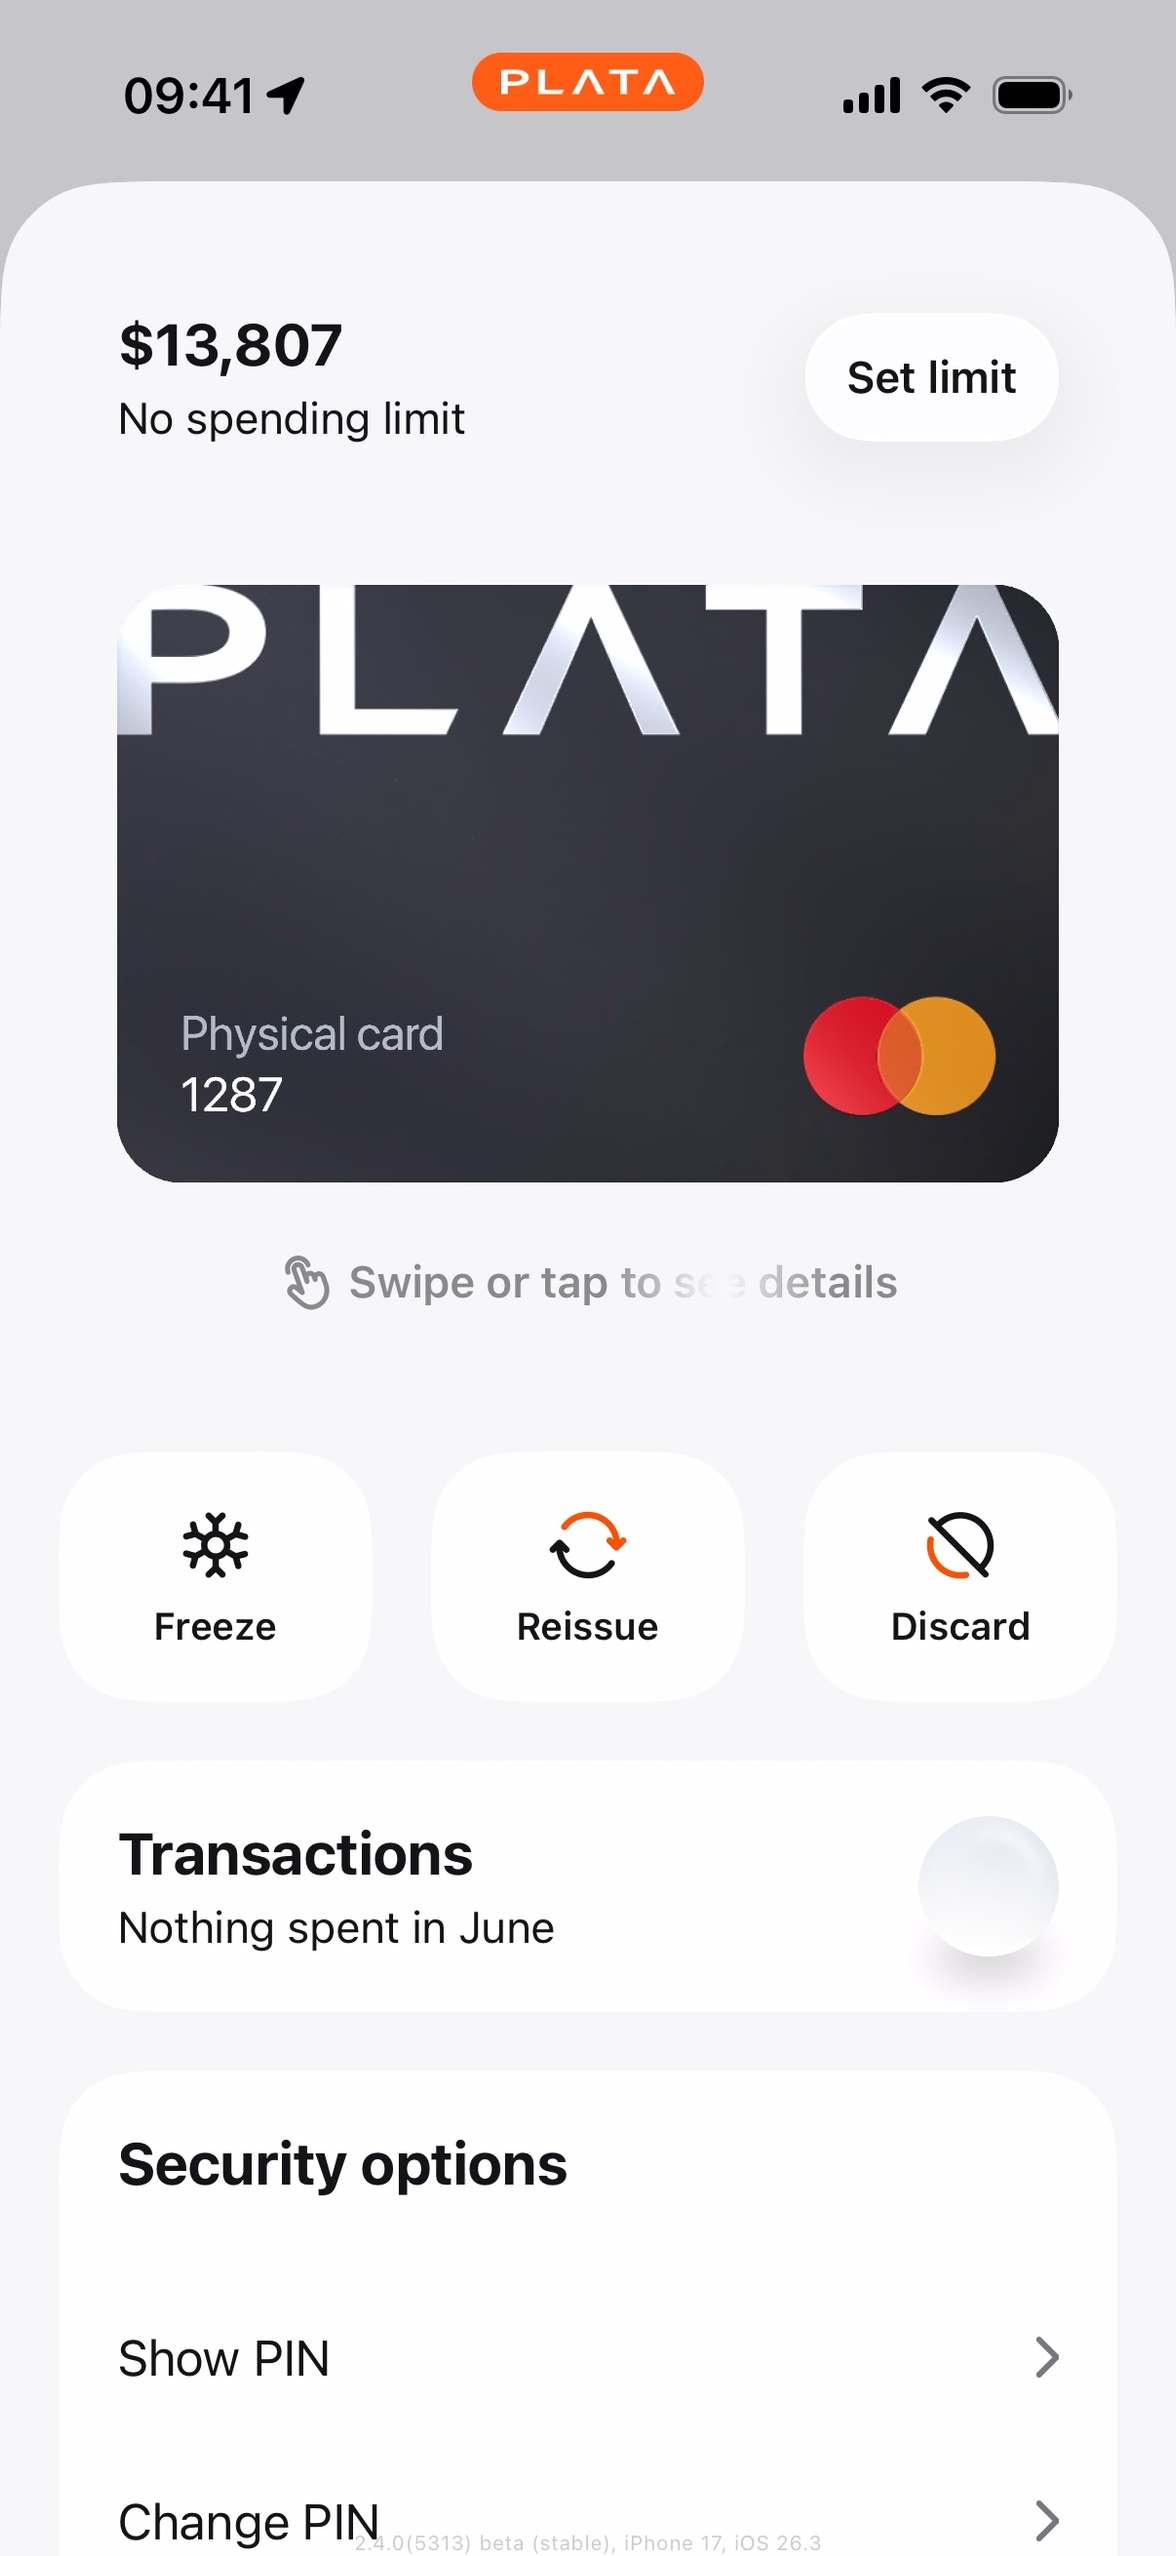 09:41
PLATA
$13,807
No spending limit
Set limit
PLATA
Physical card
1287
Swipe or tap to see details
Freeze
Reissue
Discard
Transactions
Nothing spent in June
Security options
Show PIN
Change PIN
2.4.0(5313) beta (stable), iPhone 17, iOS 26.3